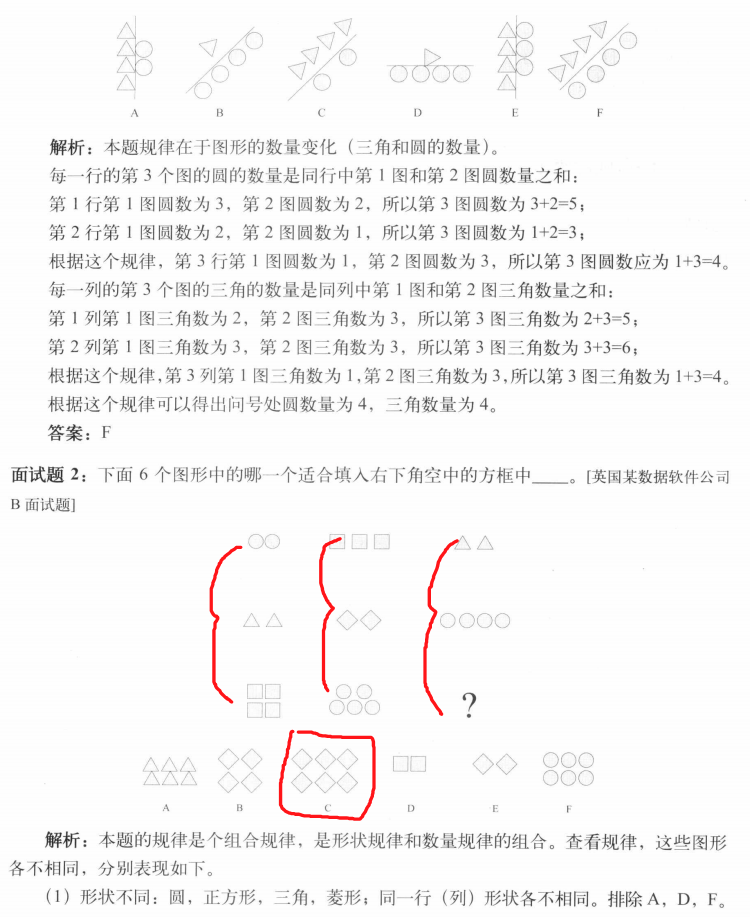 A B C D E F
解析：本题规律在于图形的数量变化（三角和圆的数量）。
每一行的第 3 个图的圆的数量是同行中第 1 图和第 2 图圆数量之和：
第 1 行第 1 图圆数为 3，第 2 图圆数为 2，所以第 3 图圆数为 3+2=5；
第 2 行第 1 图圆数为 2，第 2 图圆数为 1，所以第 3 图圆数为 1+2=3；
根据这个规律，第 3 行第 1 图圆数为 1，第 2 图圆数为 3，所以第 3 图圆数应为 1+3=4。
每一列的第 3 个图的三角的数量是同列中第 1 图和第 2 图三角数量之和：
第 1 列第 1 图三角数为 2，第 2 图三角数为 3，所以第 3 图三角数为 2+3=5；
第 2 列第 1 图三角数为 3，第 2 图三角数为 3，所以第 3 图三角数为 3+3=6；
根据这个规律,第 3 列第 1 图三角数为 1,第 2 图三角数为 3,所以第 3 图三角数为 1+3=4。
根据这个规律可以得出问号处圆数量为 4，三角数量为 4。
答案：F
面试题 2：下面 6 个图形中的哪一个适合填入右下角空中的方框中____。[英国某数据软件公司
B 面试题]
?
A B C D E F
解析：本题的规律是个组合规律，是形状规律和数量规律的组合。查看规律，这些图形
各不相同，分别表现如下。
（1）形状不同：圆，正方形，三角，菱形；同一行（列）形状各不相同。排除 A，D，F。